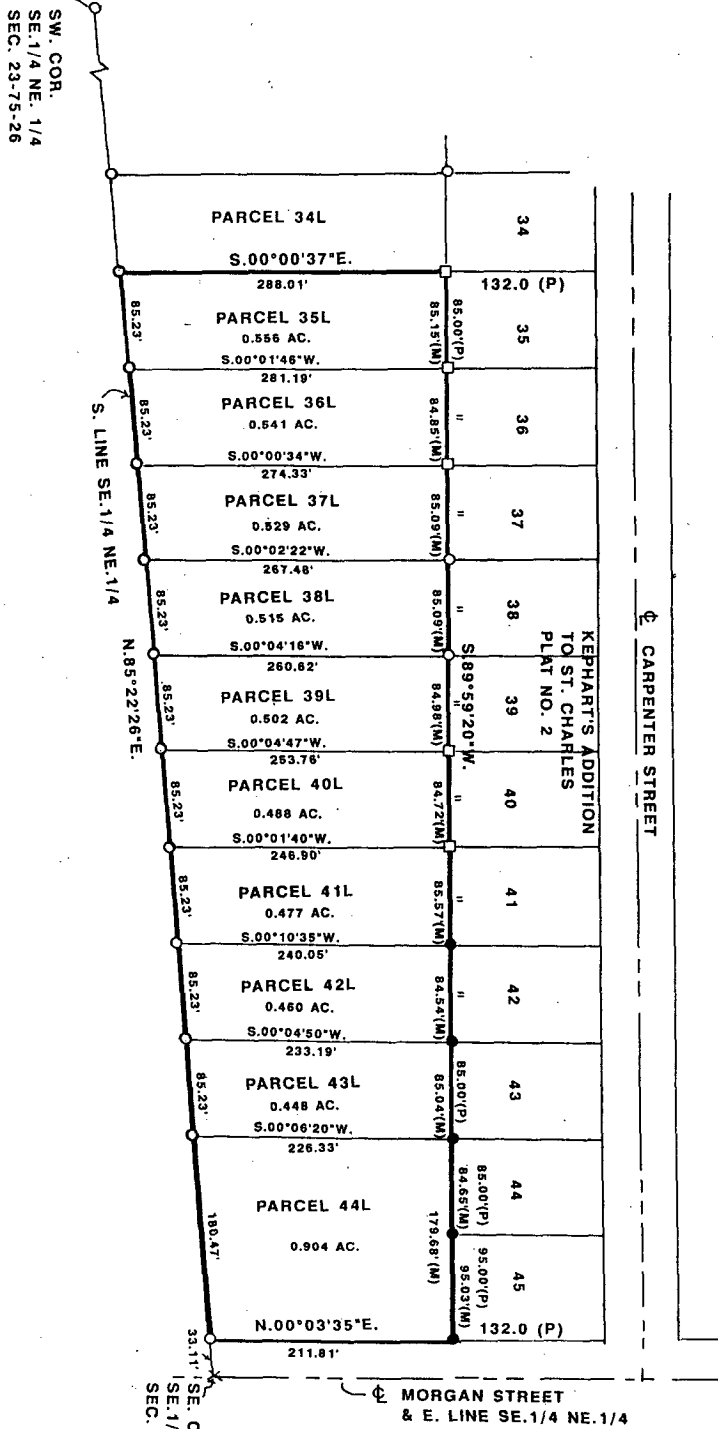 SW. COR.
SE.1/4 NE. 1/4
SEC. 23-75-26
PARCEL 34L
34
S.00°00'37"E.
288.01'
132.0 (P)
85.23'
PARCEL 35L
0.556 AC.
85.15'(M)
85.00'(P)
35
S.00°01'46"W.
281.19'
85.23'
PARCEL 36L
0.541 AC.
84.85'(M)
"
36
S.00°00'34"W.
274.33'
S. LINE SE.1/4 NE.1/4
85.23'
PARCEL 37L
0.529 AC.
85.09'(M)
"
37
S.00°02'22"W.
267.48'
85.23'
PARCEL 38L
0.515 AC.
85.09'(M)
"
38
S.00°04'16"W.
260.62'
N.85°22'26"E.
S.89°59'20"W.
KEPHART'S ADDITION
TO ST. CHARLES
PLAT NO. 2
℄ CARPENTER STREET
85.23'
PARCEL 39L
0.502 AC.
84.98'(M)
"
39
S.00°04'47"W.
253.76'
85.23'
PARCEL 40L
0.488 AC.
84.72'(M)
"
40
S.00°01'40"W.
246.90'
85.23'
PARCEL 41L
0.477 AC.
85.57'(M)
"
41
S.00°10'35"W.
240.05'
85.23'
PARCEL 42L
0.460 AC.
84.54'(M)
"
42
S.00°04'50"W.
233.19'
85.23'
PARCEL 43L
0.448 AC.
85.04'(M)
85.00'(P)
43
S.00°06'20"W.
226.33'
180.47'
PARCEL 44L
0.904 AC.
179.68'(M)
85.00'(P)
84.65'(M)
44
95.00'(P)
95.03'(M)
45
N.00°03'35"E.
211.81'
132.0 (P)
33.11'
SE. C
SE.1/
SEC.
℄ MORGAN STREET
& E. LINE SE.1/4 NE.1/4